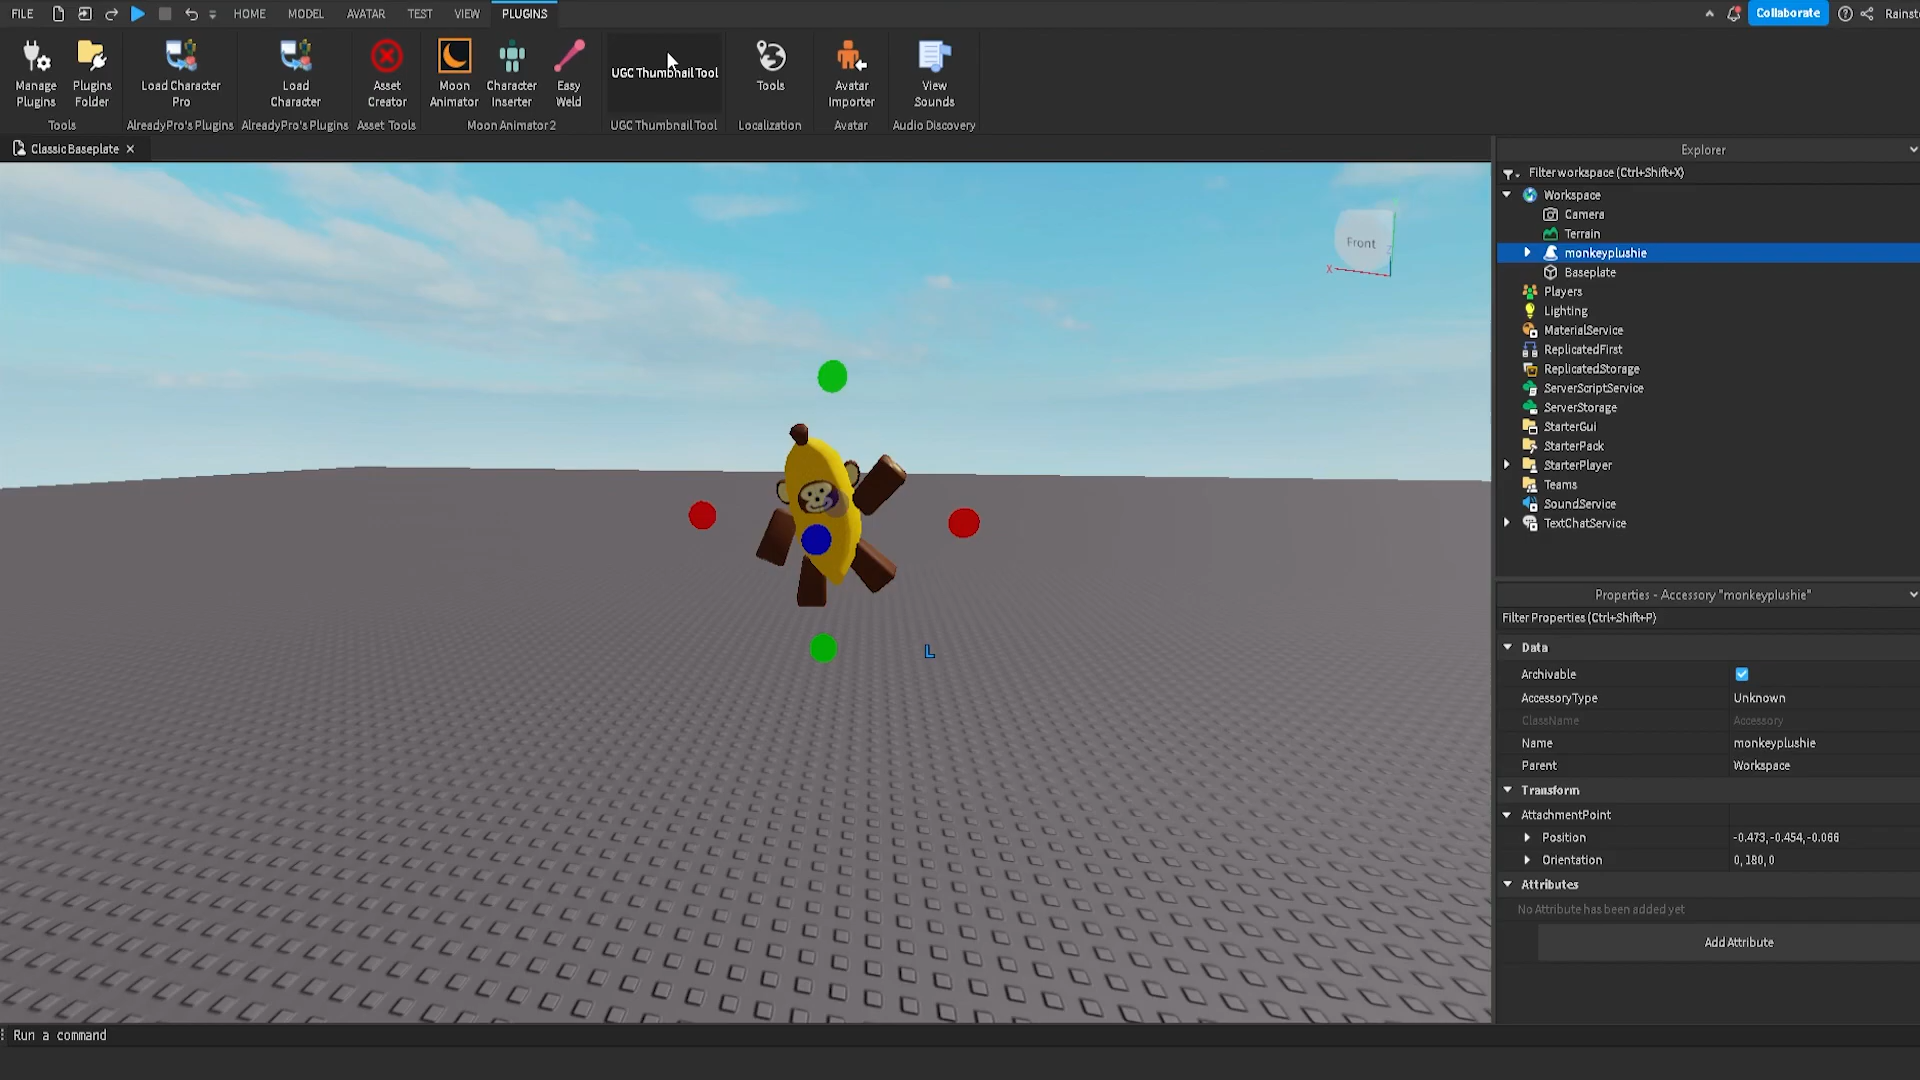 FILE HOME MODEL AVATAR TEST VIEW PLUGINS Collaborate
Manage Plugins
Plugins Folder
Load Character Pro
Load Character
Asset Creator
Moon Animator
Character Inserter
Easy Weld
UGC Thumbnail Tool
Tools
Avatar Importer
View Sounds
Tools AlreadyPro's Plugins AlreadyPro's Plugins Asset Tools Moon Animator 2 UGC Thumbnail Tool Localization Avatar Audio Discovery
Classic Baseplate
Front
X
L
Explorer
Filter workspace (Ctrl+Shift+X)
Workspace
Camera
Terrain
monkeyplushie
Baseplate
Players
Lighting
MaterialService
ReplicatedFirst
ReplicatedStorage
ServerScriptService
ServerStorage
StarterGui
StarterPack
StarterPlayer
Teams
SoundService
TextChatService
Properties - Accessory "monkeyplushie"
Filter Properties (Ctrl+Shift+P)
Data
Archivable
AccessoryType Unknown
ClassName Accessory
Name monkeyplushie
Parent Workspace
Transform
AttachmentPoint
Position -0.473, -0.454, -0.066
Orientation 0, 180, 0
Attributes
No Attribute has been added yet
Add Attribute
Run a command